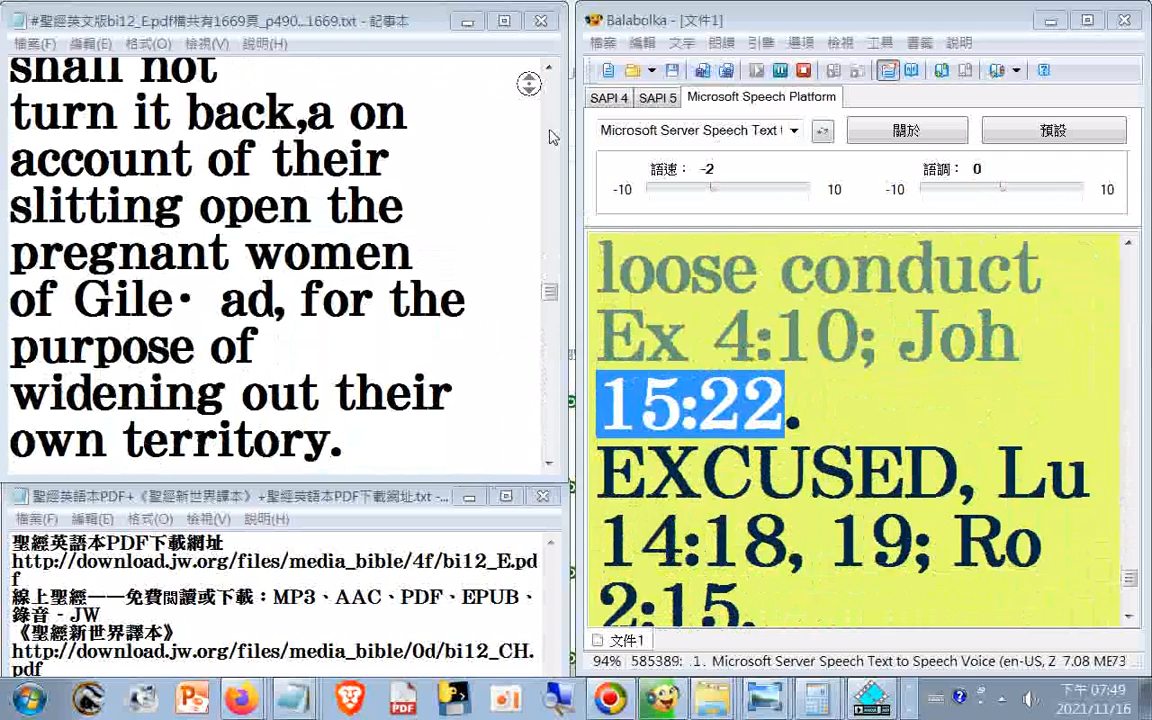 #聖經英文版bi12_E.pdf檔共有1669頁_p490...1669.txt - 記事本
檔案(F) 編輯(E) 格式(O) 檢視(V) 說明(H)
shall not
turn it back,a on
account of their
slitting open the
pregnant women
of Gile· ad, for the
purpose of
widening out their
own territory.
聖經英語本PDF+《聖經新世界譯本》+聖經英語本PDF下載網址.txt -...
檔案(F) 編輯(E) 格式(O) 檢視(V) 說明(H)
聖經英語本PDF下載網址
http://download.jw.org/files/media_bible/4f/bi12_E.pd
f
線上聖經——免費閱讀或下載：MP3、AAC、PDF、EPUB、
錄音 - JW
《聖經新世界譯本》
http://download.jw.org/files/media_bible/0d/bi12_CH.
pdf
Balabolka - [文件1]
檔案 編輯 文字 朗讀 引擎 選項 檢視 工具 書籤 說明
SAPI 4 SAPI 5 Microsoft Speech Platform
Microsoft Server Speech Text 關於 預設
語速： -2 語調： 0
-10 10 -10 10
loose conduct
Ex 4:10; Joh
15:22.
EXCUSED, Lu
14:18, 19; Ro
2:15.
文件1
94% 585389: .1. Microsoft Server Speech Text to Speech Voice (en-US, Z 7.08 ME73
PDF
下午 07:49
2021/11/16